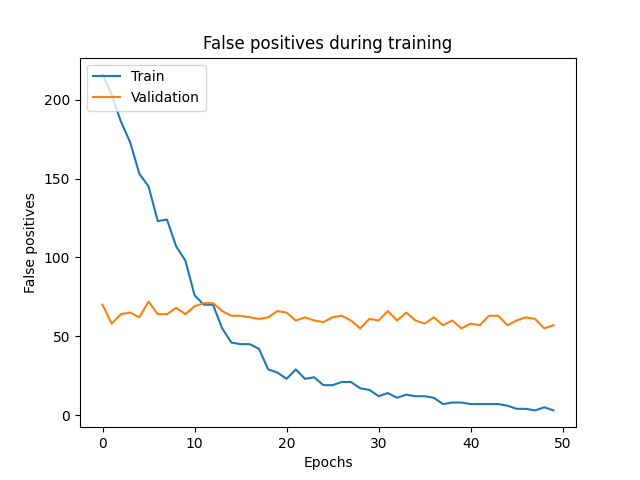 False positives during training
Train
Validation
200
150
100
50
0
False positives
0 10 20 30 40 50
Epochs